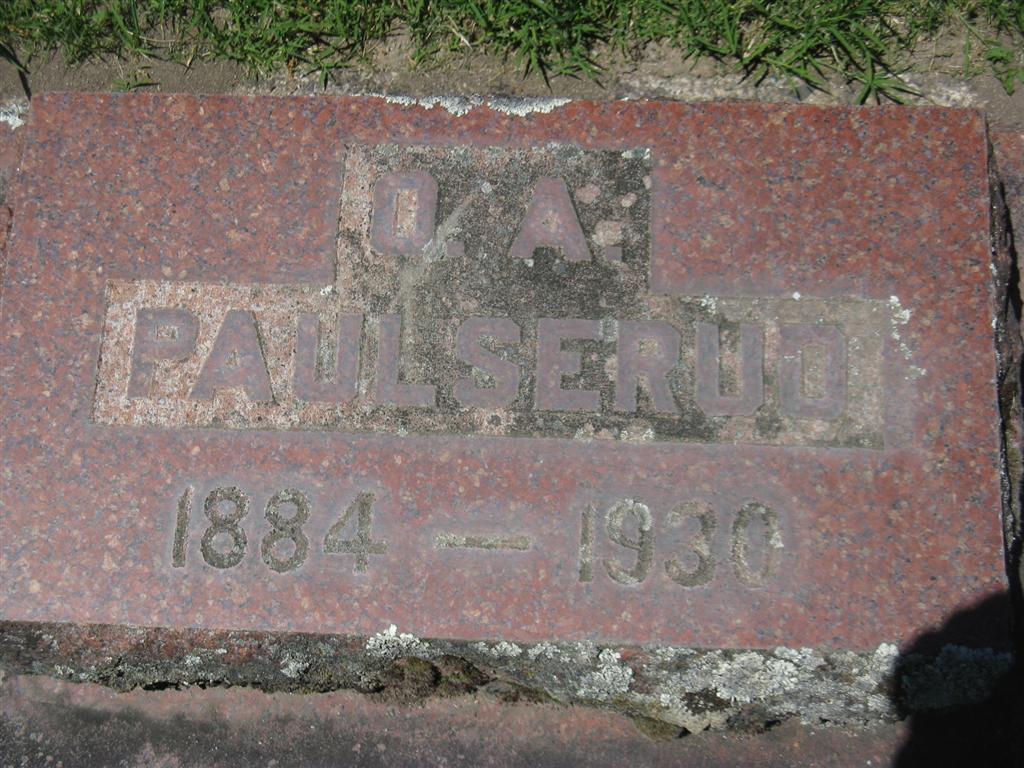 O. A.
PAULSERUD
1884 — 1930